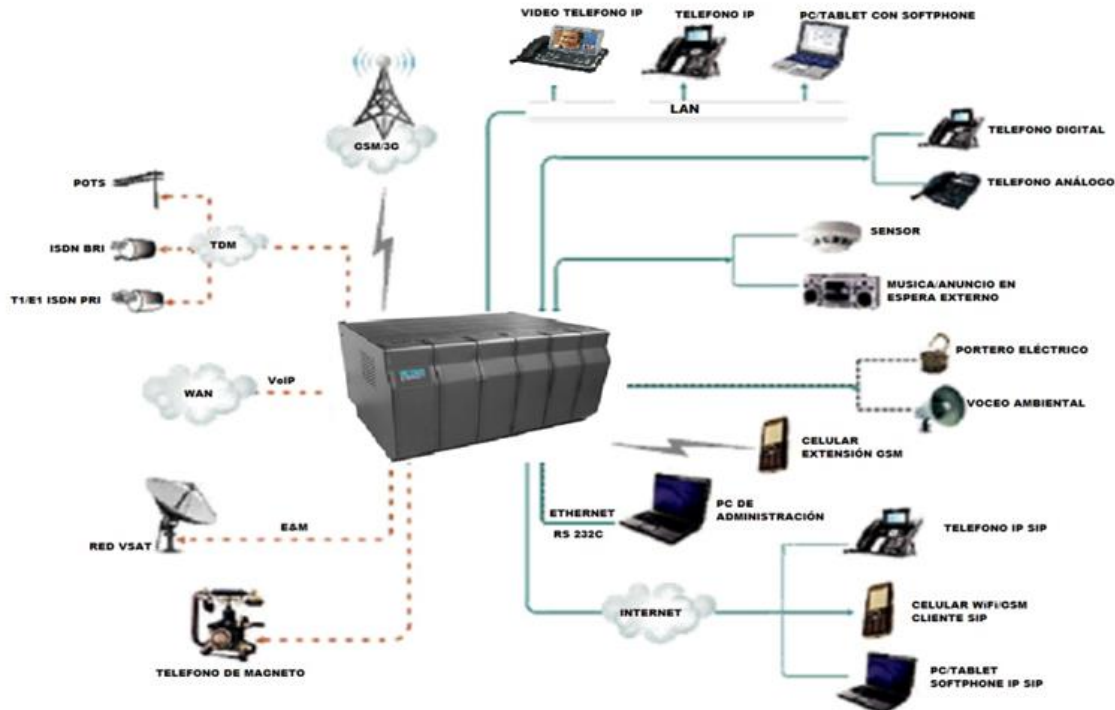 VIDEO TELEFONO IP
TELEFONO IP
PC/TABLET CON SOFTPHONE
LAN
GSM/3G
TELEFONO DIGITAL
TELEFONO ANÁLOGO
POTS
ISDN BRI
TDM
T1/E1 ISDN PRI
SENSOR
MUSICA/ANUNCIO EN
ESPERA EXTERNO
WAN
VoIP
PORTERO ELÉCTRICO
VOCEO AMBIENTAL
CELULAR
EXTENSIÓN GSM
ETHERNET
RS 232C
PC DE
ADMINISTRACIÓN
RED VSAT
E&M
TELEFONO IP SIP
INTERNET
CELULAR WiFi/GSM
CLIENTE SIP
TELEFONO DE MAGNETO
PC/TABLET
SOFTPHONE IP SIP